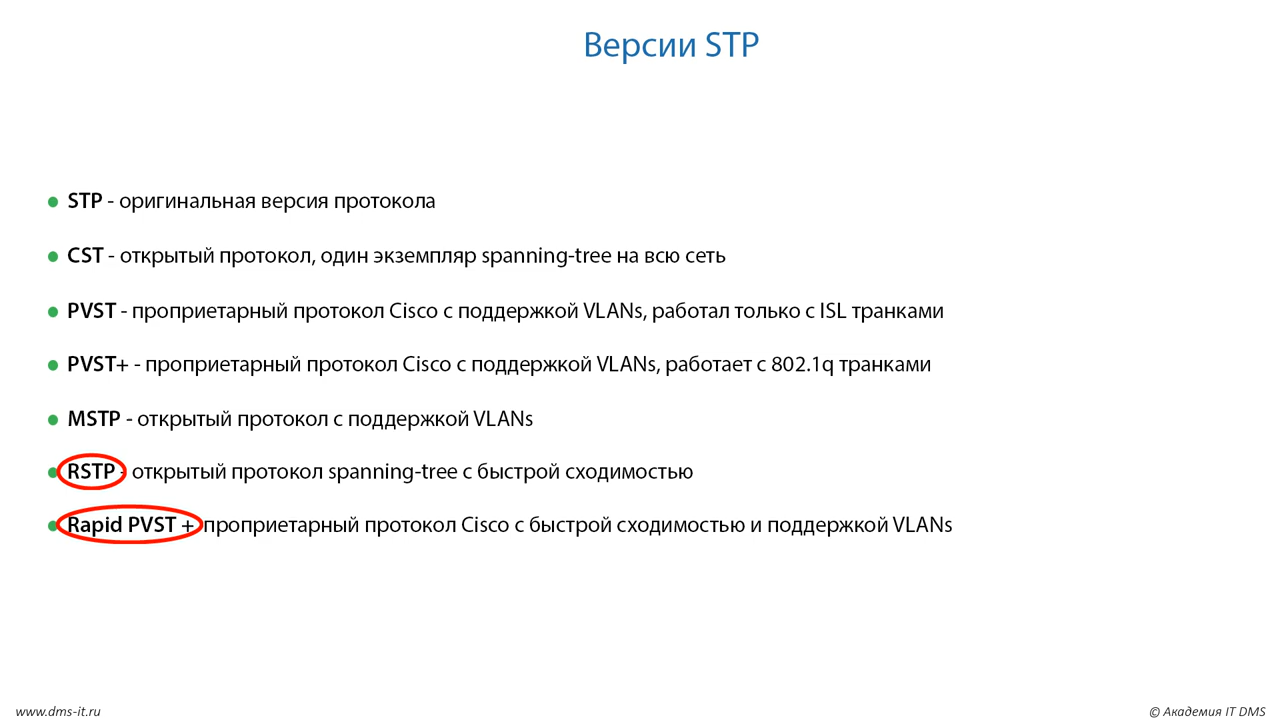 Версии STP
STP - оригинальная версия протокола
CST - открытый протокол, один экземпляр spanning-tree на всю сеть
PVST - проприетарный протокол Cisco с поддержкой VLANs, работал только с ISL транками
PVST+ - проприетарный протокол Cisco с поддержкой VLANs, работает с 802.1q транками
MSTP - открытый протокол с поддержкой VLANs
RSTP - открытый протокол spanning-tree с быстрой сходимостью
Rapid PVST + проприетарный протокол Cisco с быстрой сходимостью и поддержкой VLANs
www.dms-it.ru
© Академия IT DMS